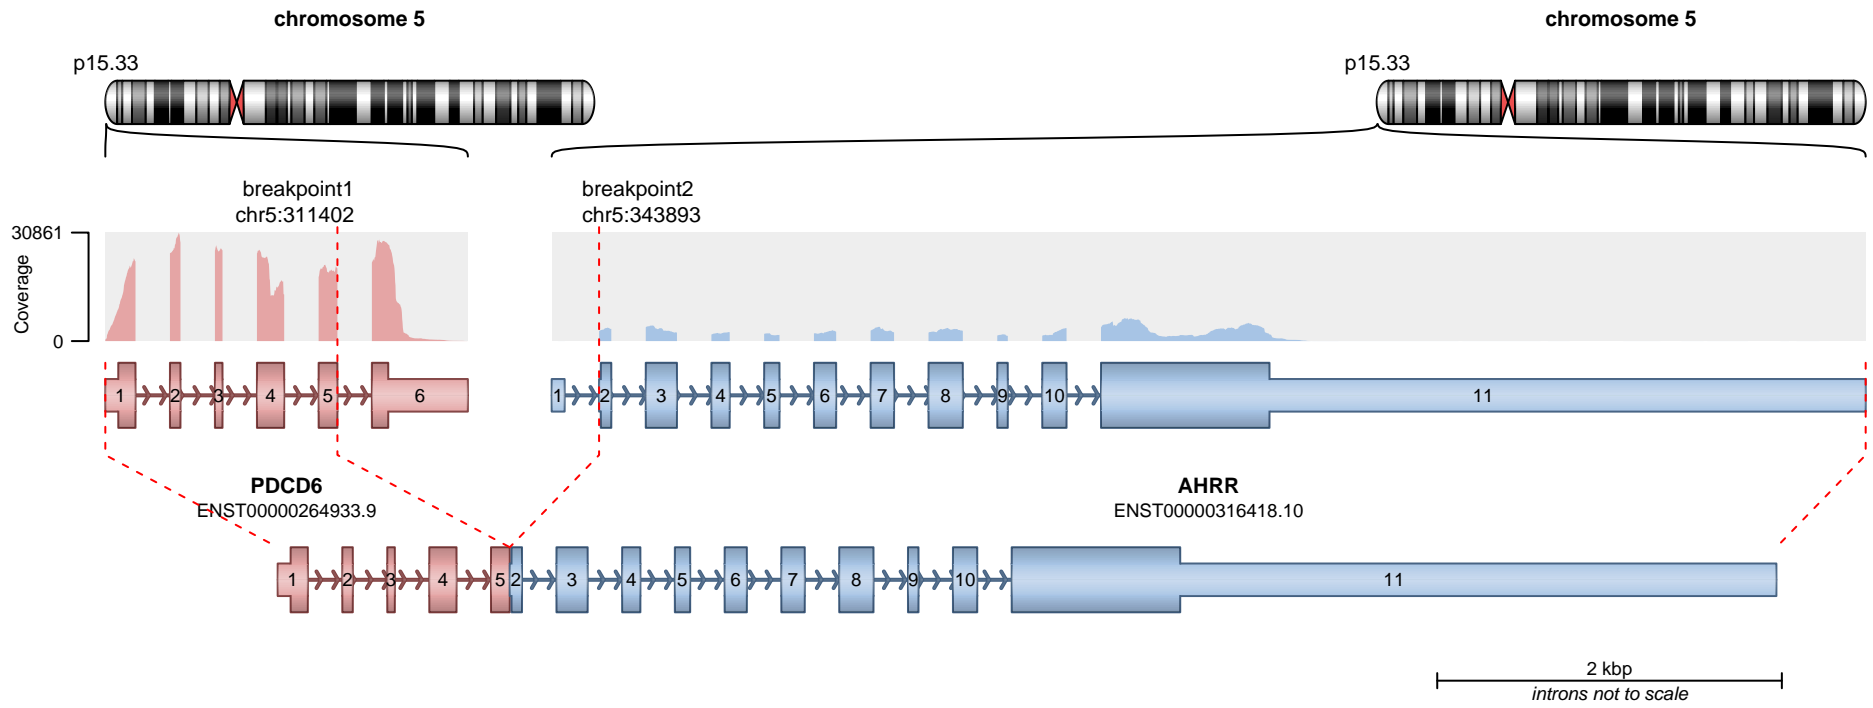 chromosome 5
chromosome 5
p15.33
p15.33
breakpoint1
chr5:311402
breakpoint2
chr5:343893
30861
Coverage
0
1 2 3 4 5 6
1 2 3 4 5 6 7 8 9 10 11
PDCD6
ENST00000264933.9
AHRR
ENST00000316418.10
1 2 3 4 5 2 3 4 5 6 7 8 9 10 11
2 kbp
introns not to scale